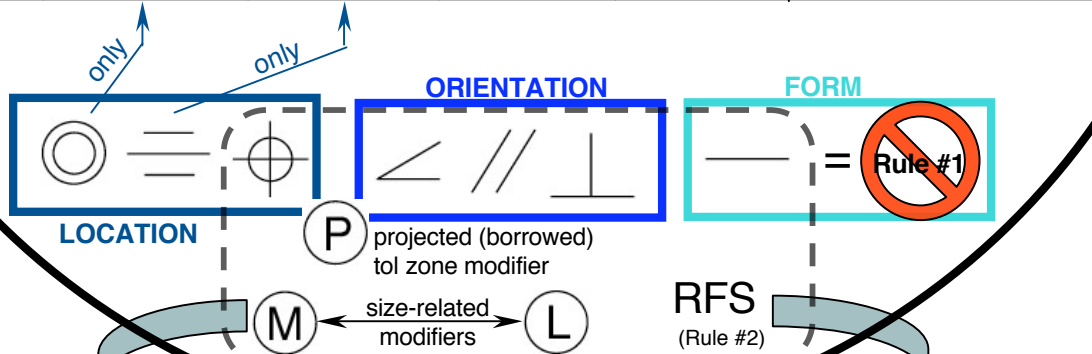 only
only
ORIENTATION
FORM
= Rule #1
LOCATION
P
projected (borrowed)
tol zone modifier
M
size-related
modifiers
L
RFS
(Rule #2)